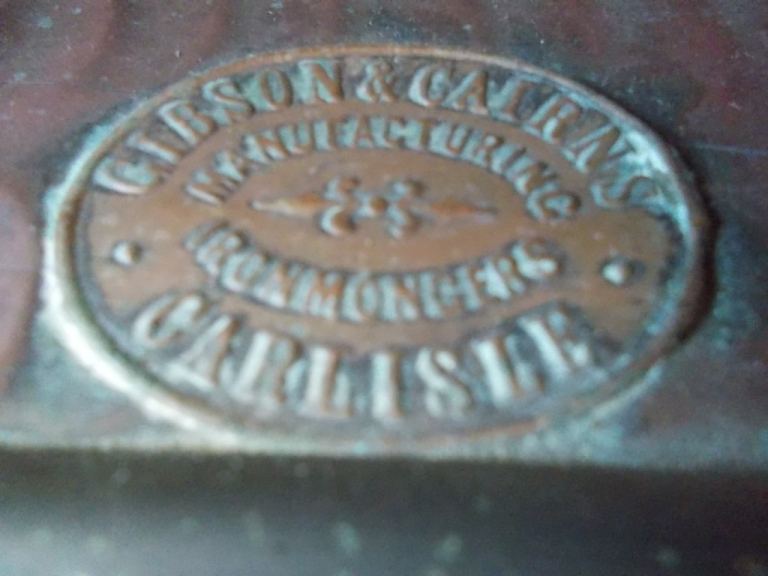 GIBSON & CAIRNS
MANUFACTURING
IRONMONGERS
CARLISLE